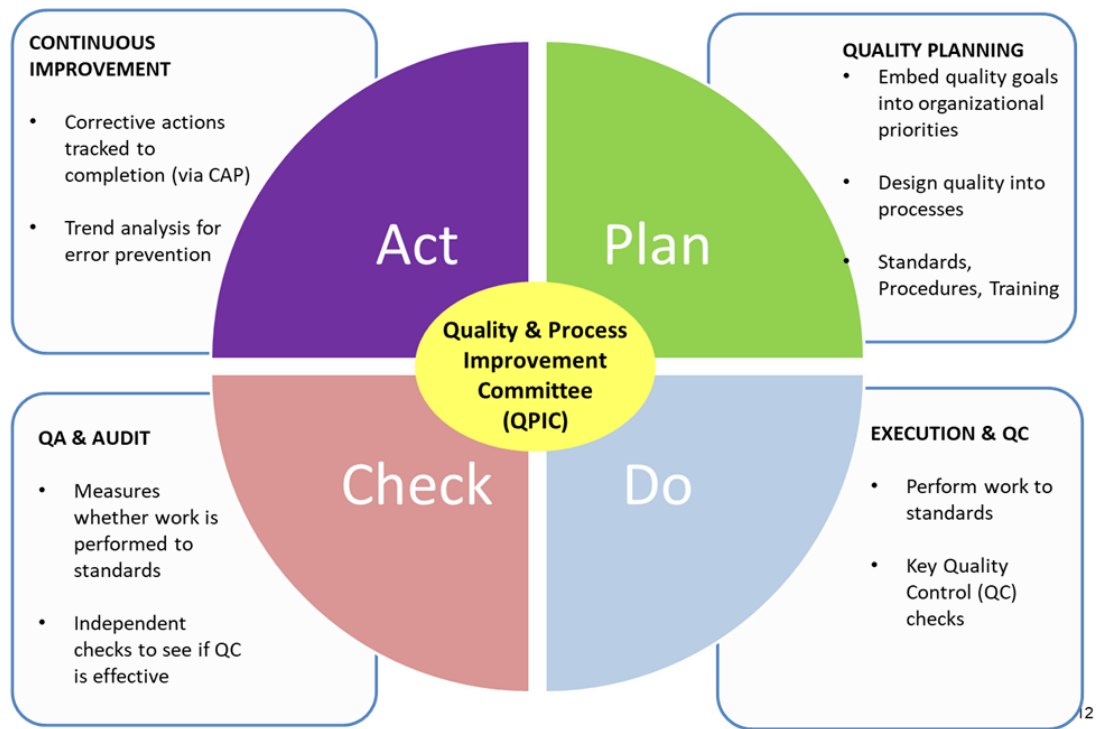 CONTINUOUS
IMPROVEMENT
• Corrective actions
tracked to
completion (via CAP)
• Trend analysis for
error prevention
Act
Plan
QUALITY PLANNING
• Embed quality goals
into organizational
priorities
• Design quality into
processes
• Standards,
Procedures, Training
Quality & Process
Improvement
Committee
(QPIC)
QA & AUDIT
• Measures
whether work is
performed to
standards
• Independent
checks to see if QC
is effective
Check
Do
EXECUTION & QC
• Perform work to
standards
• Key Quality
Control (QC)
checks
12